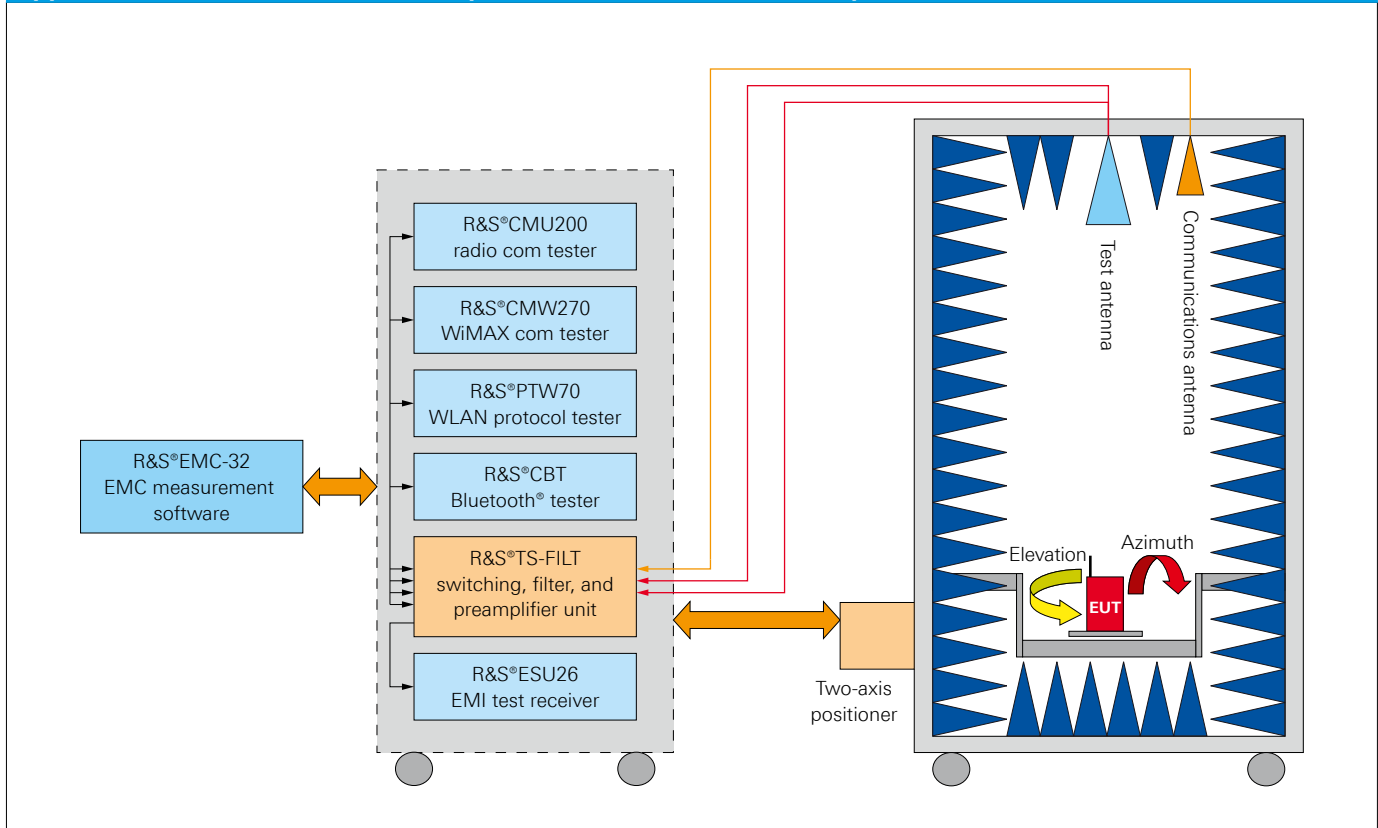 R&S®CMU200
radio com tester
R&S®CMW270
WiMAX com tester
R&S®PTW70
WLAN protocol tester
R&S®EMC-32
EMC measurement
software
R&S®CBT
Bluetooth® tester
R&S®TS-FILT
switching, filter, and
preamplifier unit
R&S®ESU26
EMI test receiver
Two-axis
positioner
Test antenna
Communications antenna
Elevation
Azimuth
EUT